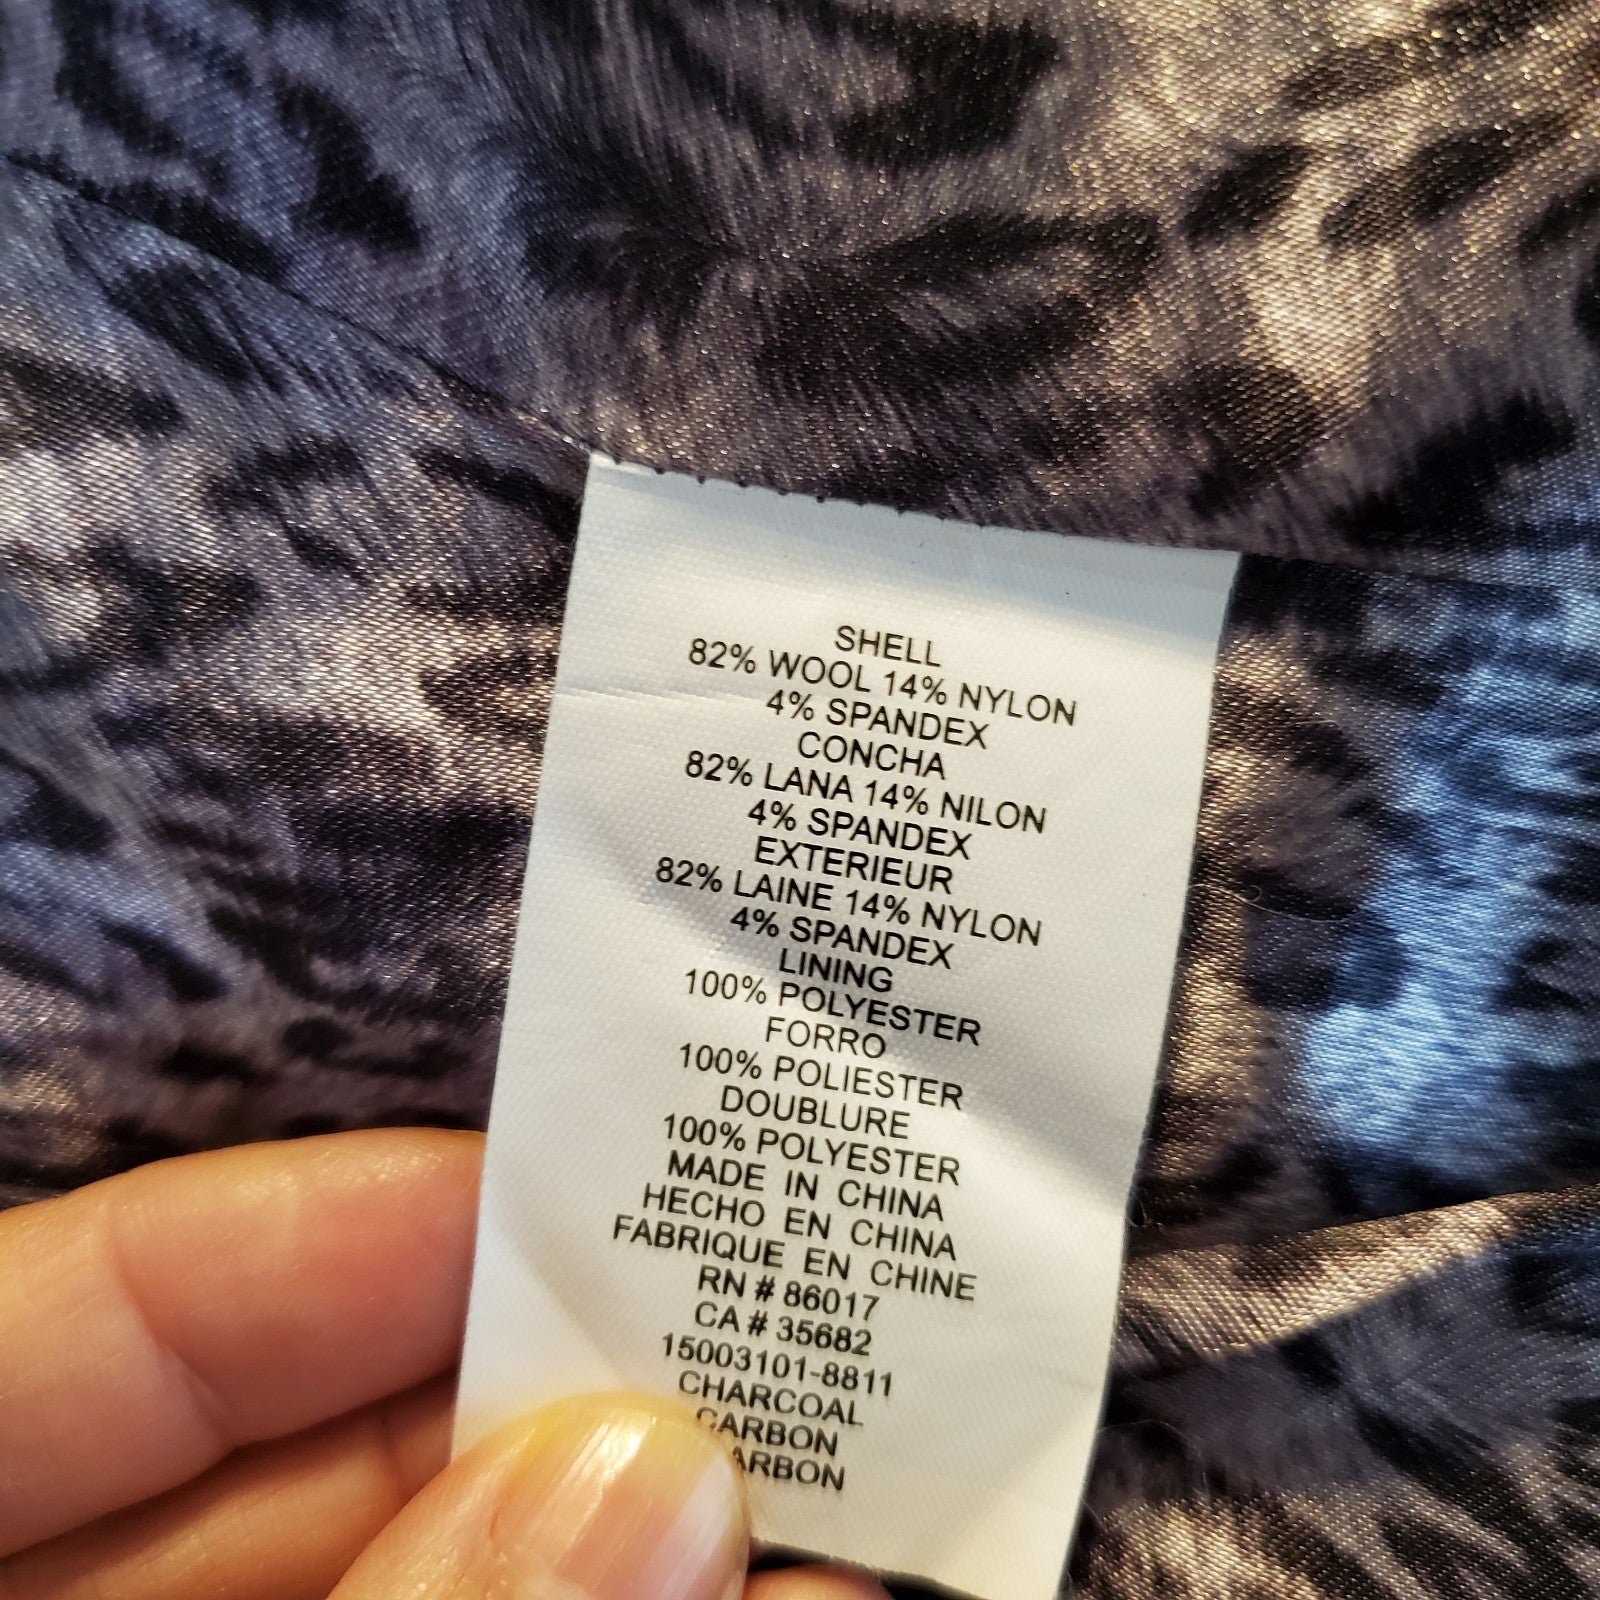 SHELL
82% WOOL 14% NYLON
4% SPANDEX
CONCHA
82% LANA 14% NILON
4% SPANDEX
EXTERIEUR
82% LAINE 14% NYLON
4% SPANDEX
LINING
100% POLYESTER
FORRO
100% POLIESTER
DOUBLURE
100% POLYESTER
MADE IN CHINA
HECHO EN CHINA
FABRIQUE EN CHINE
RN # 86017
CA # 35682
15003101-8811
CHARCOAL
CARBON
ARBON